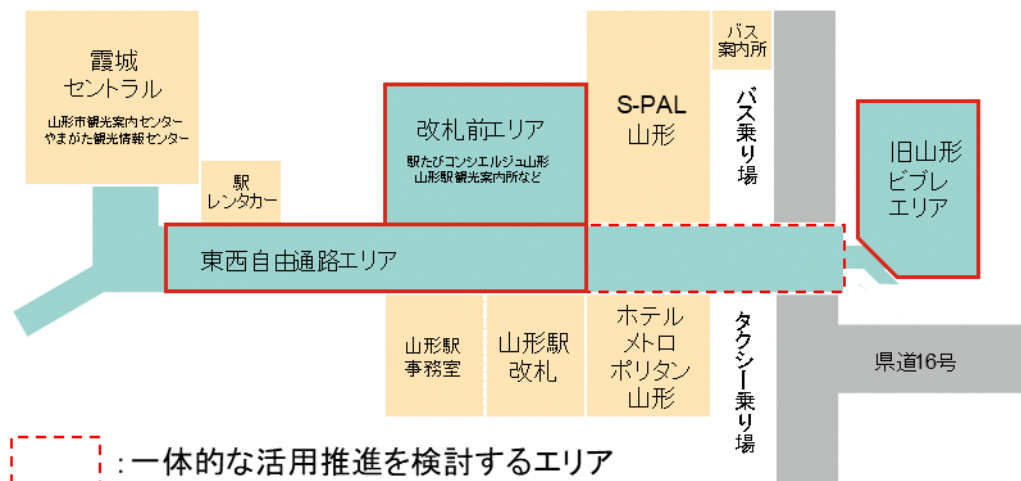 霞城
セントラル
山形市観光案内センター
やまがた観光情報センター
駅
レンタカー
改札前エリア
駅たびコンシェルジュ山形
山形駅観光案内所など
S-PAL
山形
バス
案内所
バス乗り場
旧山形
ビブレ
エリア
東西自由通路エリア
山形駅
事務室
山形駅
改札
ホテル
メトロ
ポリタン
山形
タクシー乗り場
県道16号
：一体的な活用推進を検討するエリア